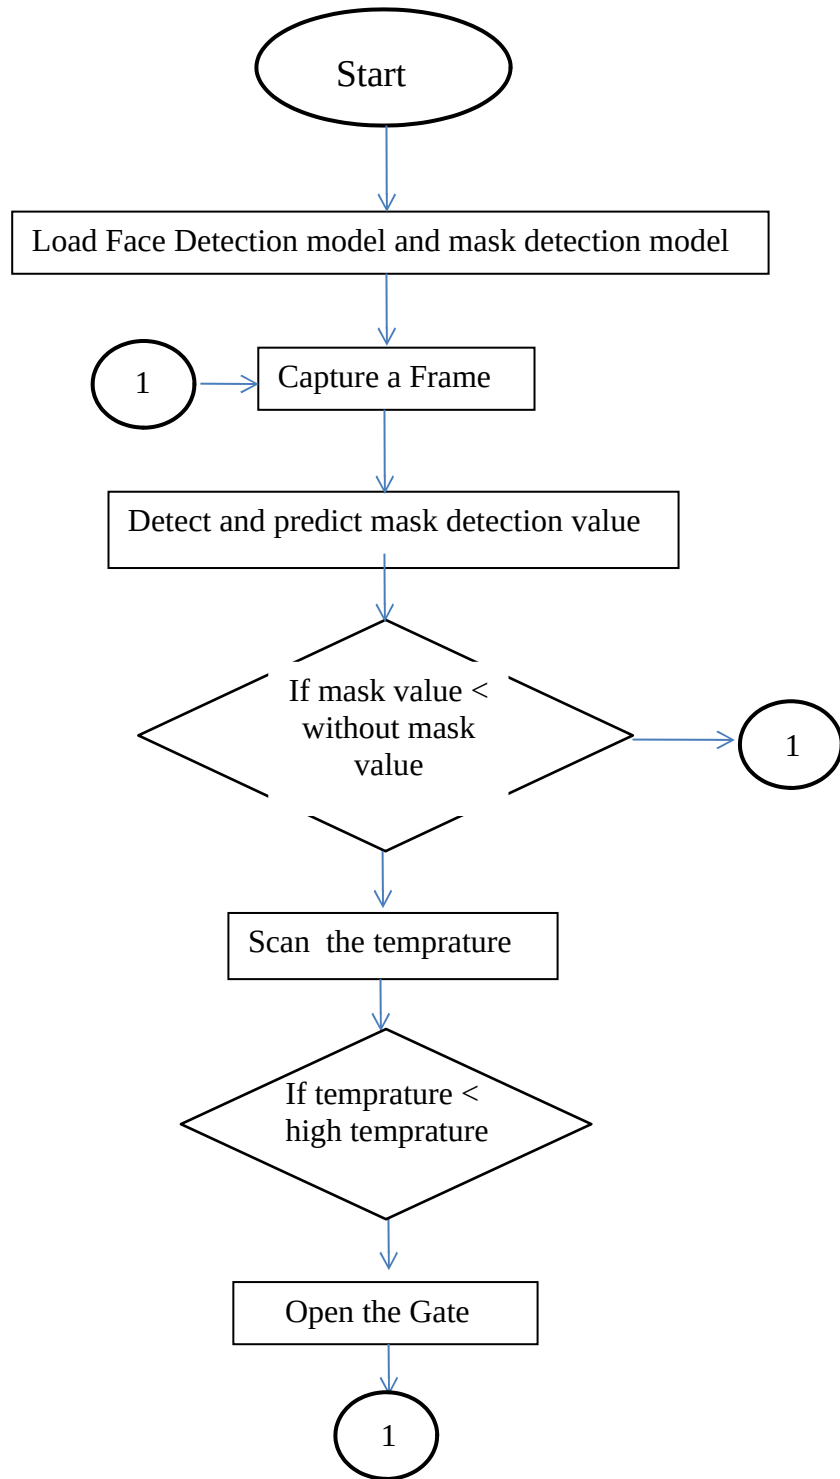 Start
Load Face Detection model and mask detection model
1
Capture a Frame
Detect and predict mask detection value
If mask value <
without mask
value
1
Scan  the temprature
If temprature <
high temprature
Open the Gate
1